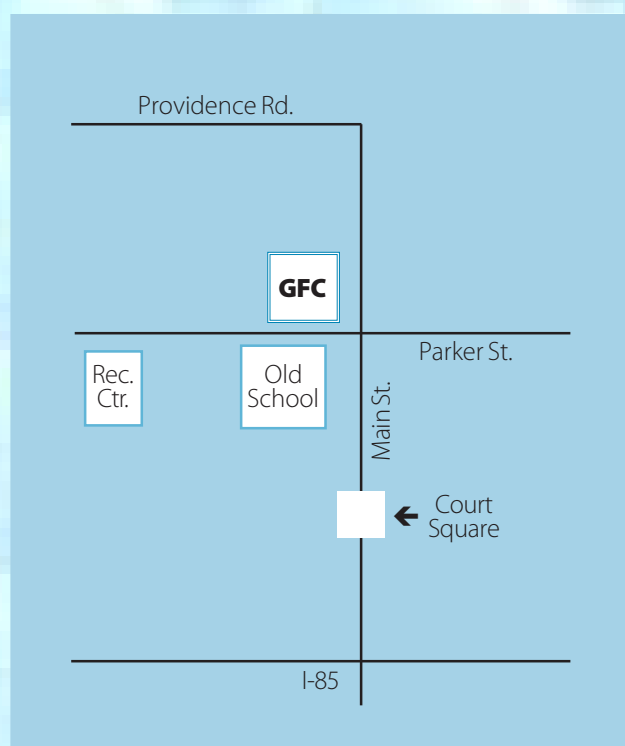 Providence Rd.
GFC
Parker St.
Rec.
Ctr.
Old
School
Main St.
Court
Square
I-85